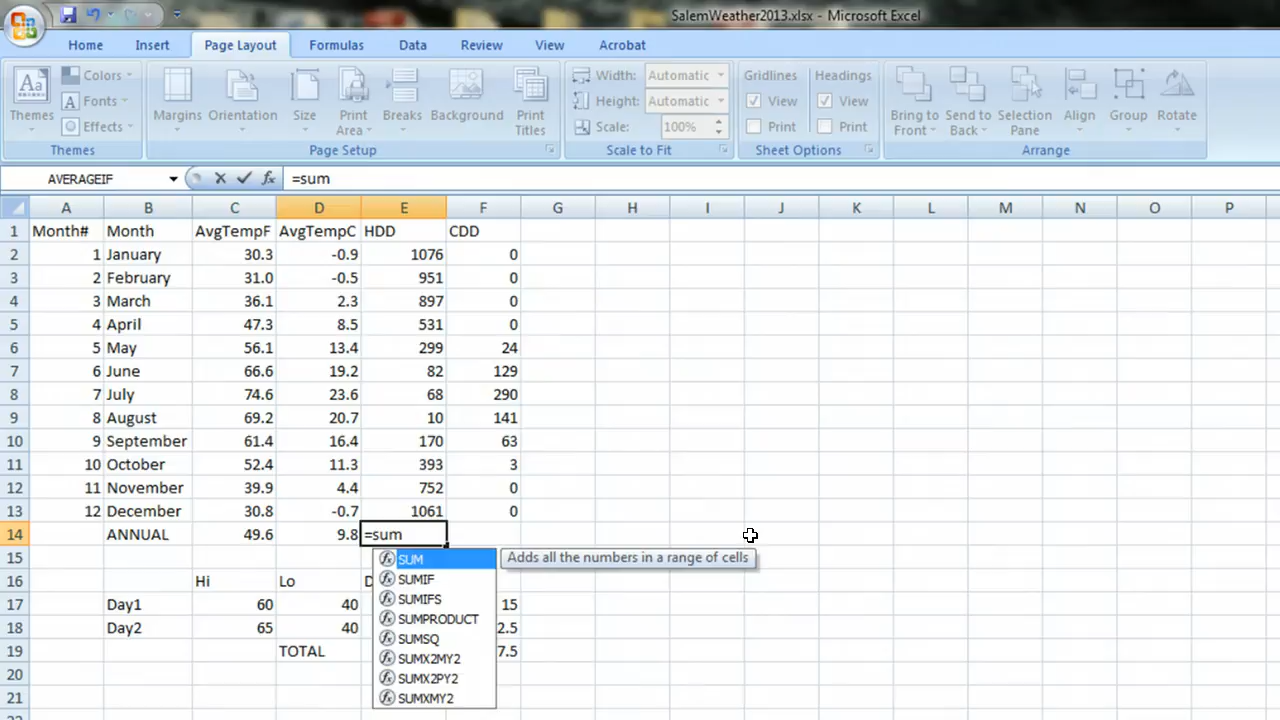 SalemWeather2013.xlsx - Microsoft Excel
Home Insert Page Layout Formulas Data Review View Acrobat
Themes Colors Fonts Effects
Margins Orientation Size Print Area Breaks Background Print Titles
Width: Automatic
Height: Automatic
Scale: 100%
Gridlines Headings
View View
Print Print
Bring to Front Send to Back Selection Pane Align Group Rotate
Themes Page Setup Scale to Fit Sheet Options Arrange
AVERAGEIF fx =sum
A B C D E F G H I J K L M N O P
1 Month# Month AvgTempF AvgTempC HDD CDD
2 1 January 30.3 -0.9 1076 0
3 2 February 31.0 -0.5 951 0
4 3 March 36.1 2.3 897 0
5 4 April 47.3 8.5 531 0
6 5 May 56.1 13.4 299 24
7 6 June 66.6 19.2 82 129
8 7 July 74.6 23.6 68 290
9 8 August 69.2 20.7 10 141
10 9 September 61.4 16.4 170 63
11 10 October 52.4 11.3 393 3
12 11 November 39.9 4.4 752 0
13 12 December 30.8 -0.7 1061 0
14 ANNUAL 49.6 9.8 =sum
15 fx SUM Adds all the numbers in a range of cells
16 Hi Lo D fx SUMIF
17 Day1 60 40 fx SUMIFS 15
fx SUMPRODUCT
18 Day2 65 40 fx SUMSQ 2.5
19 TOTAL fx SUMX2MY2 7.5
20 fx SUMX2PY2
21 fx SUMXMY2